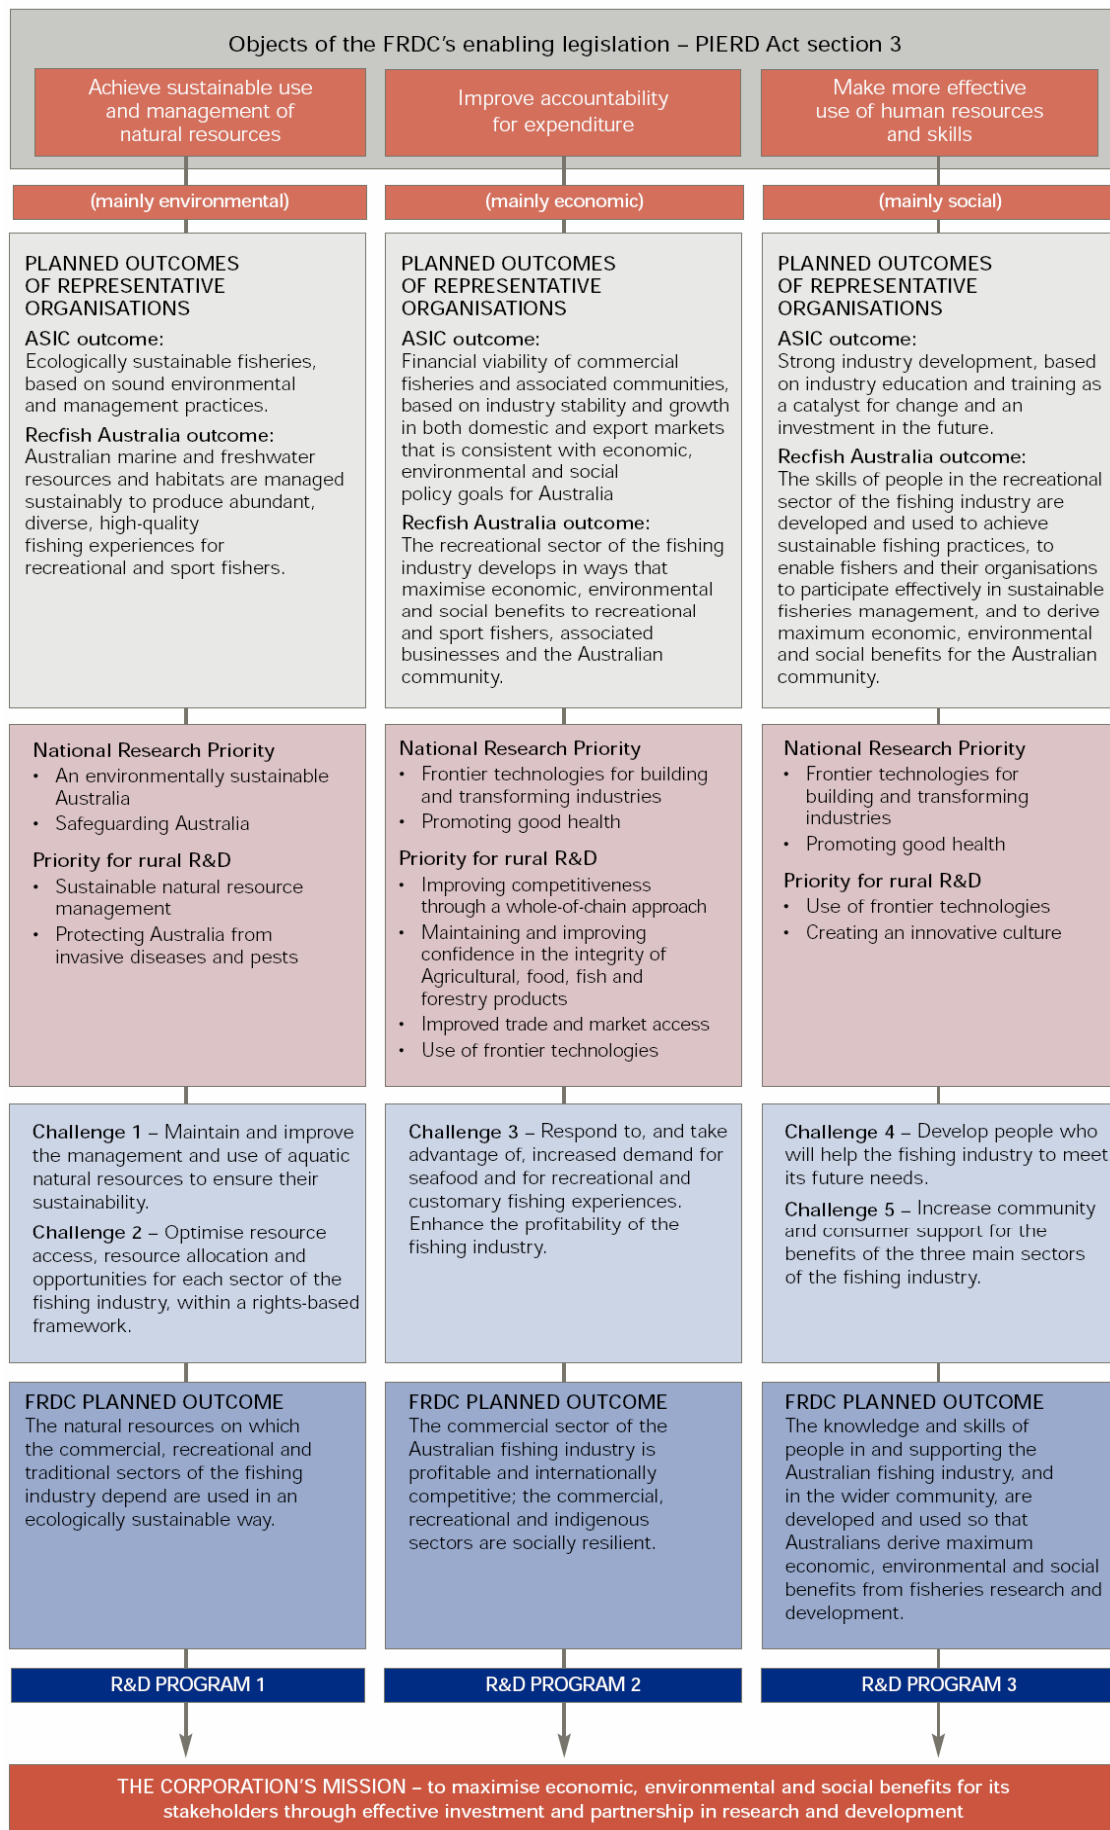 Objects of the FRDC's enabling legislation – PIERD Act section 3
Achieve sustainable use
and management of
natural resources
Improve accountability
for expenditure
Make more effective
use of human resources
and skills
(mainly environmental)
(mainly economic)
(mainly social)
PLANNED OUTCOMES
OF REPRESENTATIVE
ORGANISATIONS
ASIC outcome:
Ecologically sustainable fisheries,
based on sound environmental
and management practices.
Recfish Australia outcome:
Australian marine and freshwater
resources and habitats are managed
sustainably to produce abundant,
diverse, high-quality
fishing experiences for
recreational and sport fishers.
PLANNED OUTCOMES
OF REPRESENTATIVE
ORGANISATIONS
ASIC outcome:
Financial viability of commercial
fisheries and associated communities,
based on industry stability and growth
in both domestic and export markets
that is consistent with economic,
environmental and social
policy goals for Australia
Recfish Australia outcome:
The recreational sector of the fishing
industry develops in ways that
maximise economic, environmental
and social benefits to recreational
and sport fishers, associated
businesses and the Australian
community.
PLANNED OUTCOMES
OF REPRESENTATIVE
ORGANISATIONS
ASIC outcome:
Strong industry development, based
on industry education and training as
a catalyst for change and an
investment in the future.
Recfish Australia outcome:
The skills of people in the recreational
sector of the fishing industry are
developed and used to achieve
sustainable fishing practices, to
enable fishers and their organisations
to participate effectively in sustainable
fisheries management, and to derive
maximum economic, environmental
and social benefits for the Australian
community.
National Research Priority
• An environmentally sustainable
Australia
• Safeguarding Australia
Priority for rural R&D
• Sustainable natural resource
management
• Protecting Australia from
invasive diseases and pests
National Research Priority
• Frontier technologies for building
and transforming industries
• Promoting good health
Priority for rural R&D
• Improving competitiveness
through a whole-of-chain approach
• Maintaining and improving
confidence in the integrity of
Agricultural, food, fish and
forestry products
• Improved trade and market access
• Use of frontier technologies
National Research Priority
• Frontier technologies for
building and transforming
industries
• Promoting good health
Priority for rural R&D
• Use of frontier technologies
• Creating an innovative culture
Challenge 1 – Maintain and improve
the management and use of aquatic
natural resources to ensure their
sustainability.
Challenge 2 – Optimise resource
access, resource allocation and
opportunities for each sector of the
fishing industry, within a rights-based
framework.
Challenge 3 – Respond to, and take
advantage of, increased demand for
seafood and for recreational and
customary fishing experiences.
Enhance the profitability of the
fishing industry.
Challenge 4 – Develop people who
will help the fishing industry to meet
its future needs.
Challenge 5 – Increase community
and consumer support for the
benefits of the three main sectors
of the fishing industry.
FRDC PLANNED OUTCOME
The natural resources on which
the commercial, recreational and
traditional sectors of the fishing
industry depend are used in an
ecologically sustainable way.
FRDC PLANNED OUTCOME
The commercial sector of the
Australian fishing industry is
profitable and internationally
competitive; the commercial,
recreational and indigenous
sectors are socially resilient.
FRDC PLANNED OUTCOME
The knowledge and skills of
people in and supporting the
Australian fishing industry, and
in the wider community, are
developed and used so that
Australians derive maximum
economic, environmental and social
benefits from fisheries research and
development.
R&D PROGRAM 1
R&D PROGRAM 2
R&D PROGRAM 3
THE CORPORATION'S MISSION – to maximise economic, environmental and social benefits for its
stakeholders through effective investment and partnership in research and development